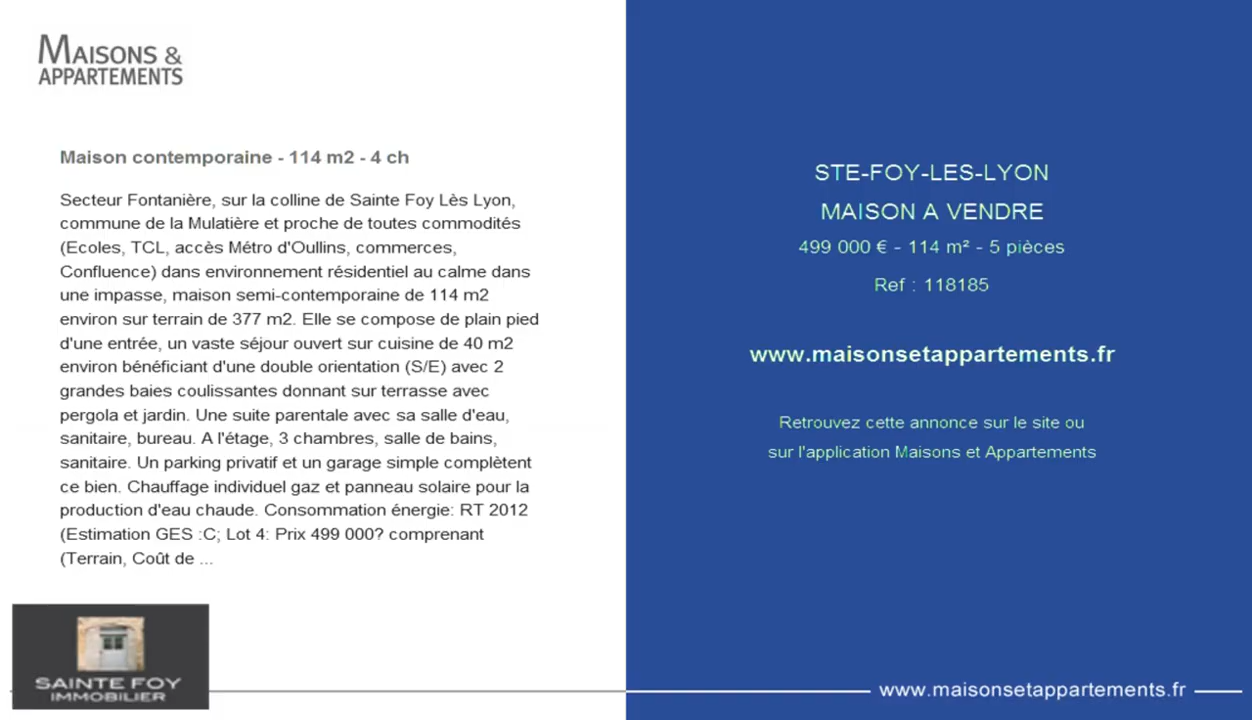 MAISONS &
APPARTEMENTS
Maison contemporaine - 114 m2 - 4 ch
Secteur Fontanière, sur la colline de Sainte Foy Lès Lyon,
commune de la Mulatière et proche de toutes commodités
(Ecoles, TCL, accès Métro d'Oullins, commerces,
Confluence) dans environnement résidentiel au calme dans
une impasse, maison semi-contemporaine de 114 m2
environ sur terrain de 377 m2. Elle se compose de plain pied
d'une entrée, un vaste séjour ouvert sur cuisine de 40 m2
environ bénéficiant d'une double orientation (S/E) avec 2
grandes baies coulissantes donnant sur terrasse avec
pergola et jardin. Une suite parentale avec sa salle d'eau,
sanitaire, bureau. A l'étage, 3 chambres, salle de bains,
sanitaire. Un parking privatif et un garage simple complètent
ce bien. Chauffage individuel gaz et panneau solaire pour la
production d'eau chaude. Consommation énergie: RT 2012
(Estimation GES :C; Lot 4: Prix 499 000? comprenant
(Terrain, Coût de ...
SAINTE FOY
IMMOBILIER
STE-FOY-LES-LYON
MAISON A VENDRE
499 000 € - 114 m² - 5 pièces
Ref : 118185
www.maisonsetappartements.fr
Retrouvez cette annonce sur le site ou
sur l'application Maisons et Appartements
www.maisonsetappartements.fr